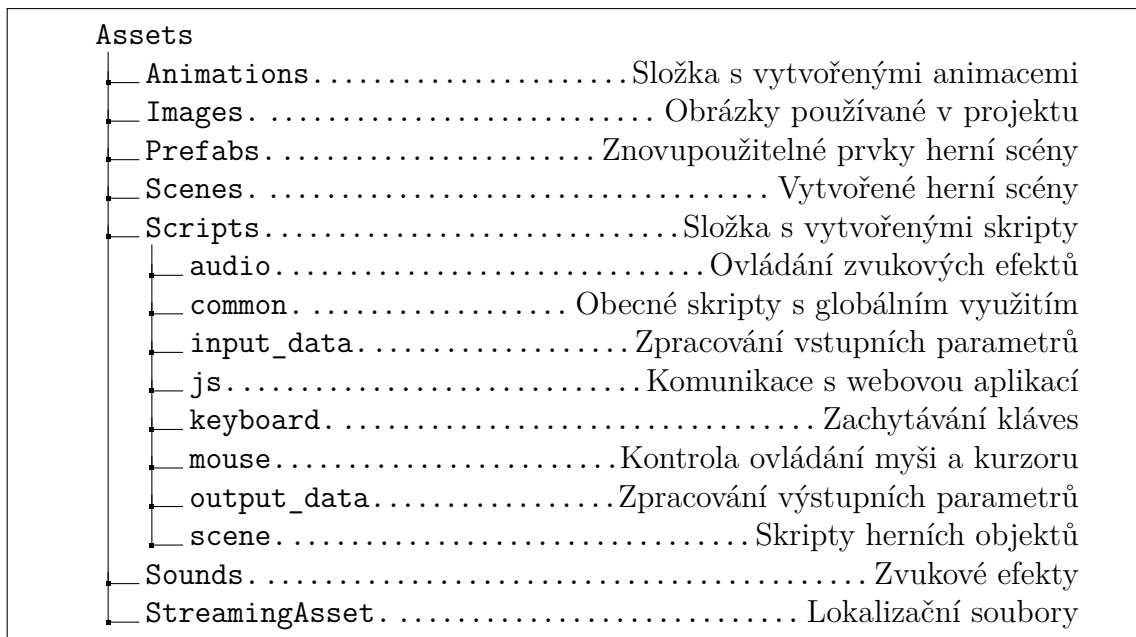 Assets
Animations......................Složka s vytvořenými animacemi
Images. ............................. Obrázky používané v projektu
Prefabs........................ Znovupoužitelné prvky herní scény
Scenes. .................................. Vytvořené herní scény
Scripts...............................Složka s vytvořenými skripty
audio................................Ovládání zvukových efektů
common. .................. Obecné skripty s globálním využitím
input_data...................Zpracování vstupních parametrů
js...............................Komunikace s webovou aplikací
keyboard. ................................ Zachytávání kláves
mouse.......................Kontrola ovládání myši a kurzoru
output_data.................Zpracování výstupních parametrů
scene...............................Skripty herních objektů
Sounds. ........................................ Zvukové efekty
StreamingAsset. ........................... Lokalizační soubory